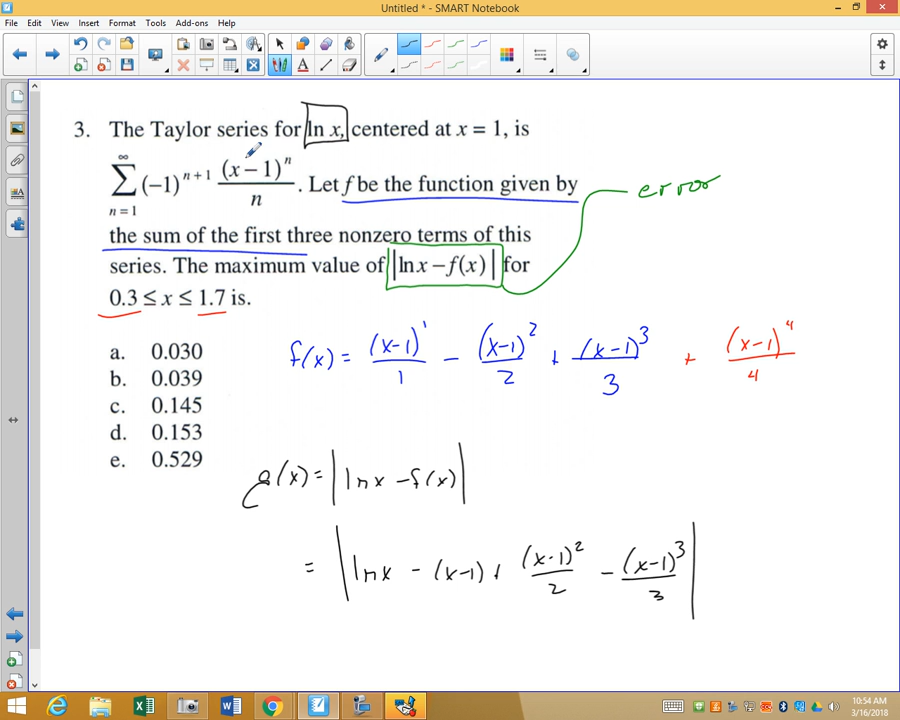 Untitled * - SMART Notebook
File Edit View Insert Format Tools Add-ons Help
3. The Taylor series for ln x, centered at x = 1, is
∑_{n=1}^{∞} (−1)^{n+1} (x−1)^n / n . Let f be the function given by
error
the sum of the first three nonzero terms of this
series. The maximum value of |ln x − f(x)| for
0.3 ≤ x ≤ 1.7 is.
f(x) = (x-1)^1 / 1 − (x-1)^2 / 2 + (x-1)^3 / 3 + (x-1)^4 / 4
a. 0.030
b. 0.039
c. 0.145
d. 0.153
e. 0.529
g(x) = |ln x − f(x)|
= |ln x − (x-1) + (x-1)^2 / 2 − (x-1)^3 / 3|
10:54 AM
3/16/2018